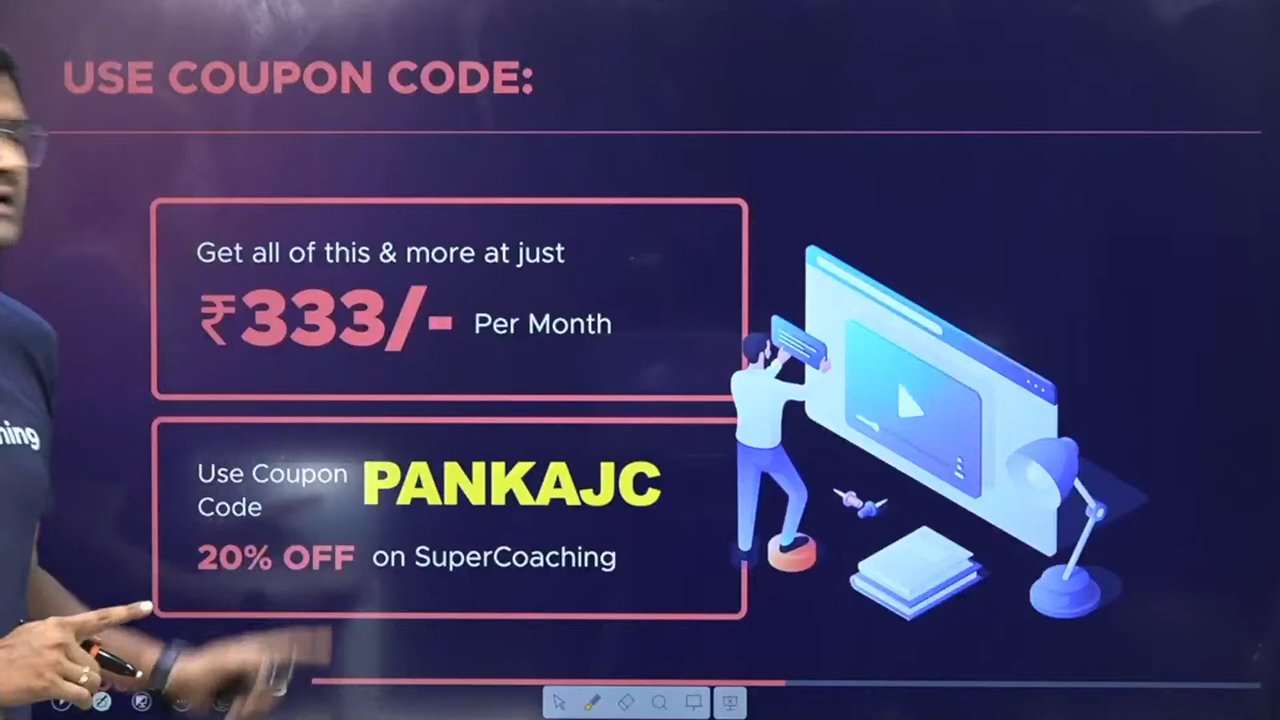 USE COUPON CODE:
Get all of this & more at just
₹333/- Per Month
Use Coupon
Code
PANKAJC
20% OFF on SuperCoaching